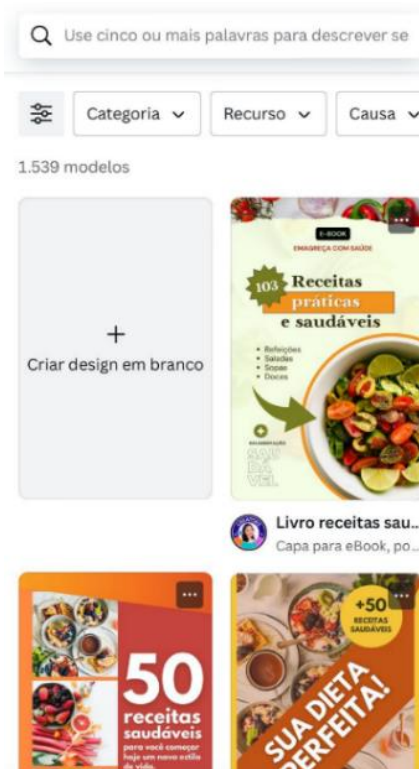 Use cinco ou mais palavras para descrever se
Categoria
Recurso
Causa
1.539 modelos
+
Criar design em branco
E-BOOK
EMAGREÇA COM SAÚDE
103
Receitas
práticas
e saudáveis
• Refeições
• Saladas
• Sopas
• Doces
SAU
DÁ
VEL
Livro receitas sau...
Capa para eBook, po...
50
receitas
saudáveis
para você começar
hoje um novo estilo
de vida.
+50
RECEITAS
SAUDÁVEIS
SUA DIETA
PERFEITA!